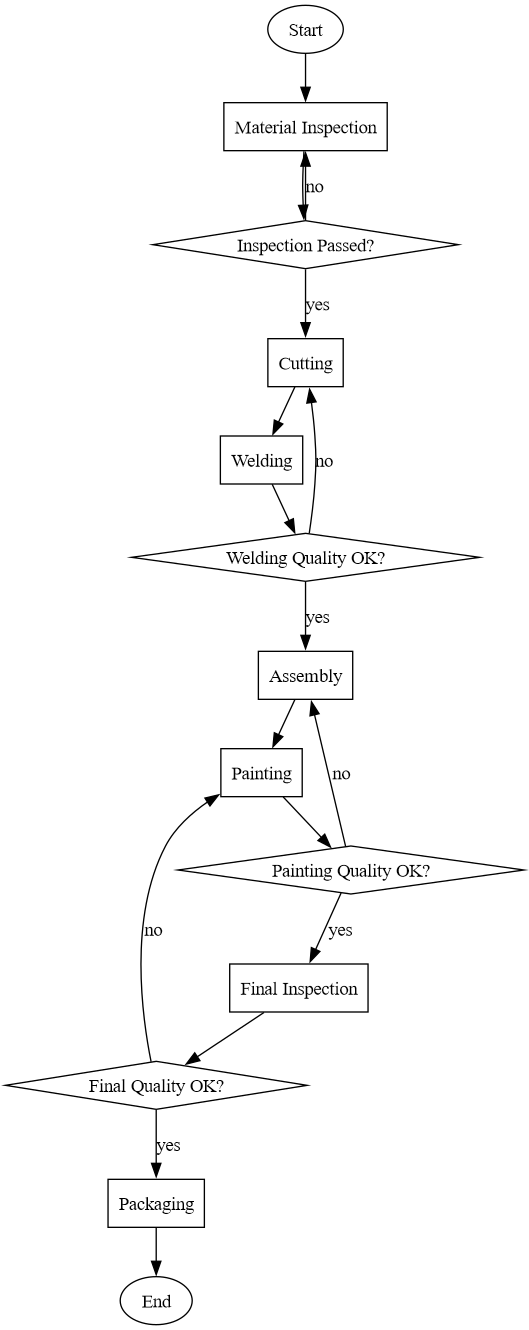 Start
Material Inspection
no
Inspection Passed?
yes
Cutting
Welding
no
Welding Quality OK?
yes
Assembly
Painting
no
Painting Quality OK?
no
yes
Final Inspection
Final Quality OK?
yes
Packaging
End